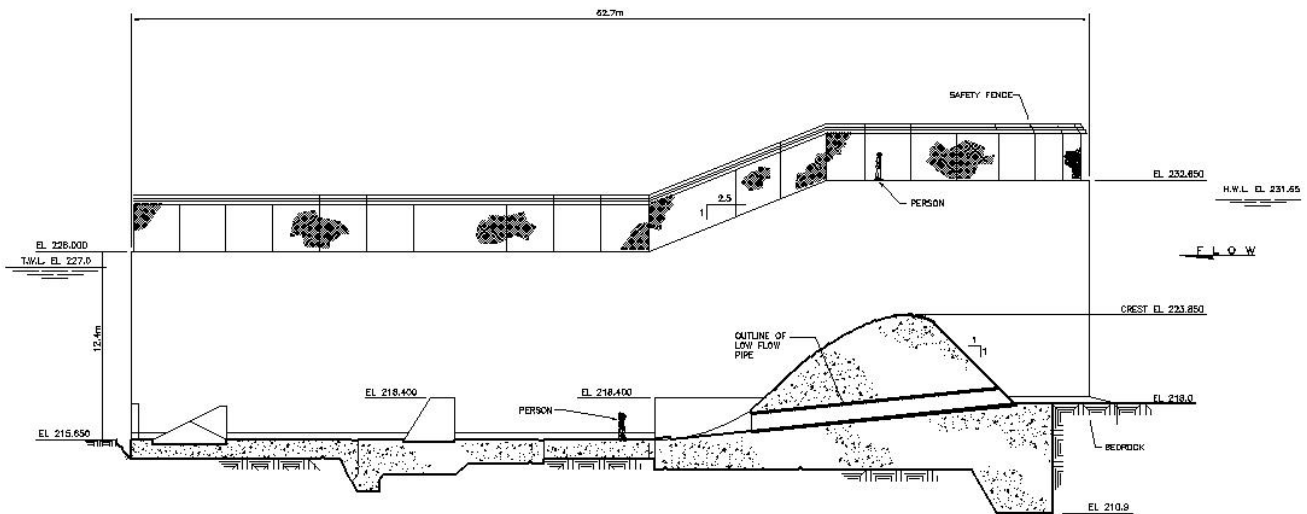 62.7m
SAFETY FENCE
EL 232.650
H.W.L. EL 231.65
2.5
1
PERSON
EL 228.000
T.W.L. EL 227.0
FLOW
CREST EL 223.850
12.4m
OUTLINE OF
LOW FLOW
PIPE
1
1
EL 218.400
EL 218.400
EL 218.0
PERSON
EL 215.650
BEDROCK
EL 210.9